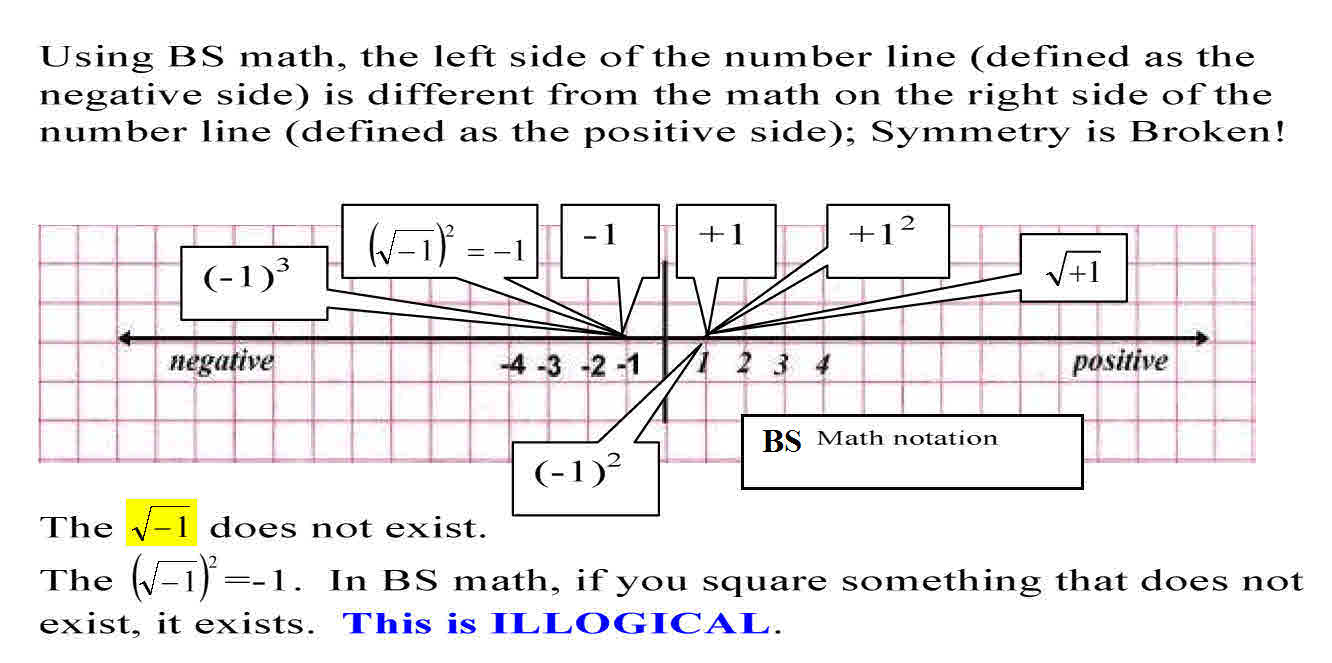 Using BS math, the left side of the number line (defined as the
negative side) is different from the math on the right side of the
number line (defined as the positive side); Symmetry is Broken!
(-1)³
(√-1)² = -1
-1
+1
+1²
√+1
negative
-4 -3 -2 -1
1 2 3 4
positive
BS Math notation
(-1)²
The √-1 does not exist.
The (√-1)²=-1. In BS math, if you square something that does not
exist, it exists. This is ILLOGICAL.